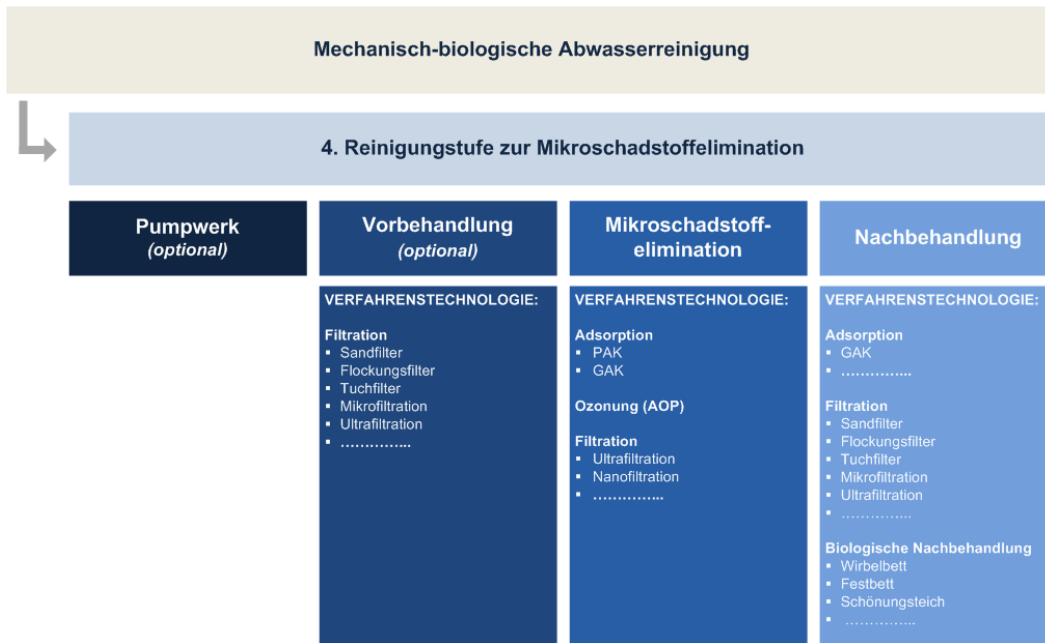 Mechanisch-biologische Abwasserreinigung
4. Reinigungstufe zur Mikroschadstoffelimination
Pumpwerk
(optional)
Vorbehandlung
(optional)
Mikroschadstoff-
elimination
Nachbehandlung
VERFAHRENSTECHNOLOGIE:
Filtration
▪ Sandfilter
▪ Flockungsfilter
▪ Tuchfilter
▪ Mikrofiltration
▪ Ultrafiltration
▪ …………...
VERFAHRENSTECHNOLOGIE:
Adsorption
▪ PAK
▪ GAK
Ozonung (AOP)
Filtration
▪ Ultrafiltration
▪ Nanofiltration
▪ …………...
VERFAHRENSTECHNOLOGIE:
Adsorption
▪ GAK
▪ …………...
Filtration
▪ Sandfilter
▪ Flockungsfilter
▪ Tuchfilter
▪ Mikrofiltration
▪ Ultrafiltration
▪ …………...
Biologische Nachbehandlung
▪ Wirbelbett
▪ Festbett
▪ Schönungsteich
▪ …………...